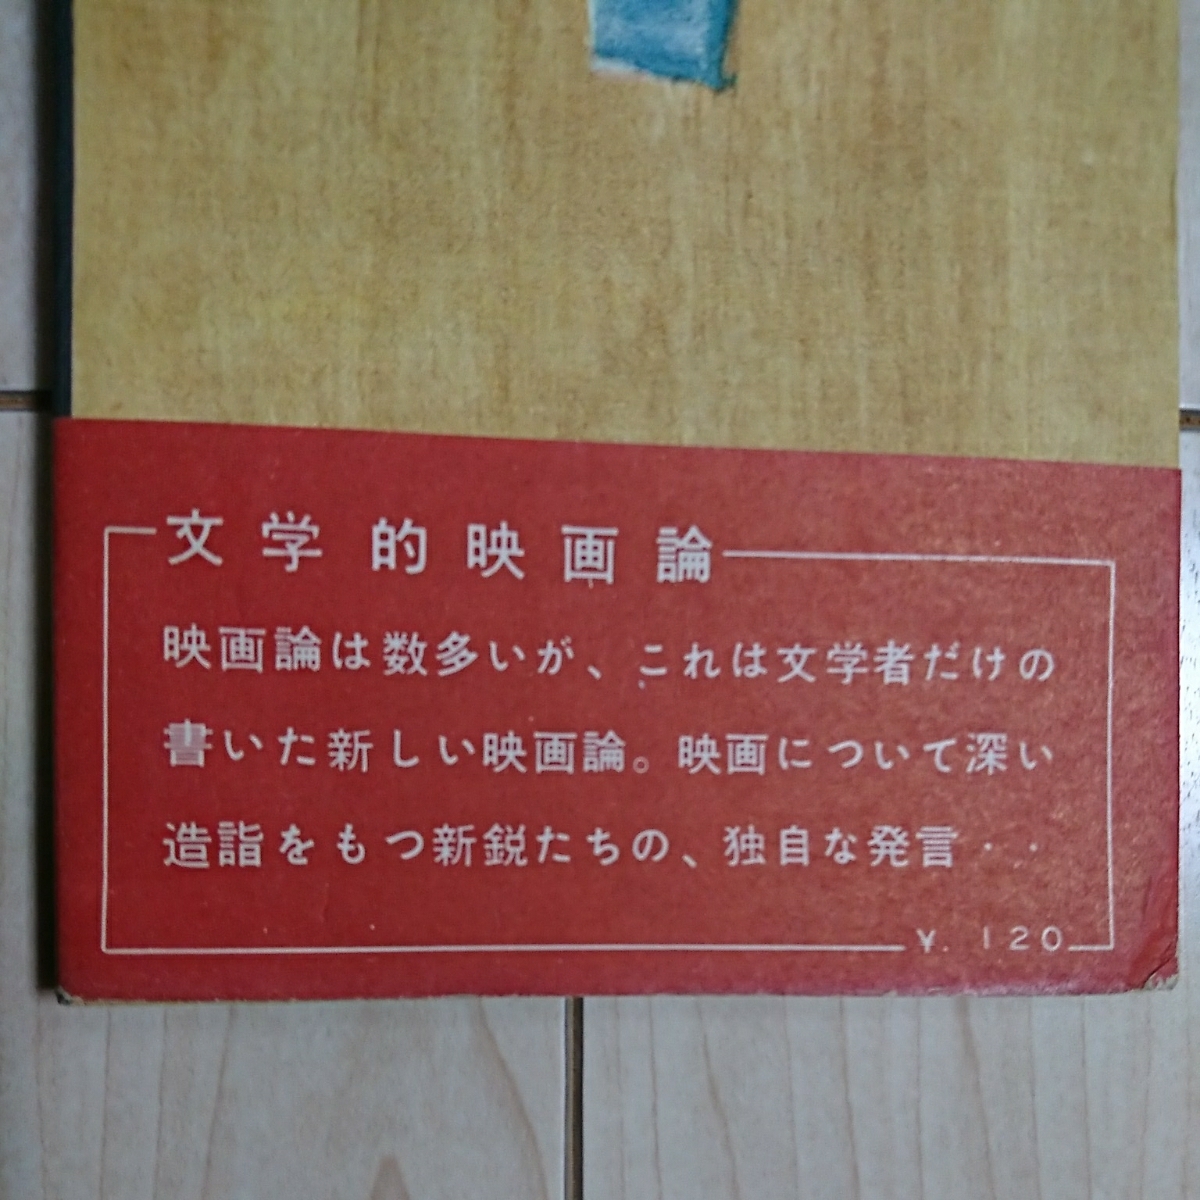 文学的映画論
映画論は数多いが、これは文学者だけの
書いた新しい映画論。映画について深い
造詣をもつ新鋭たちの、独自な発言・・
¥. 120